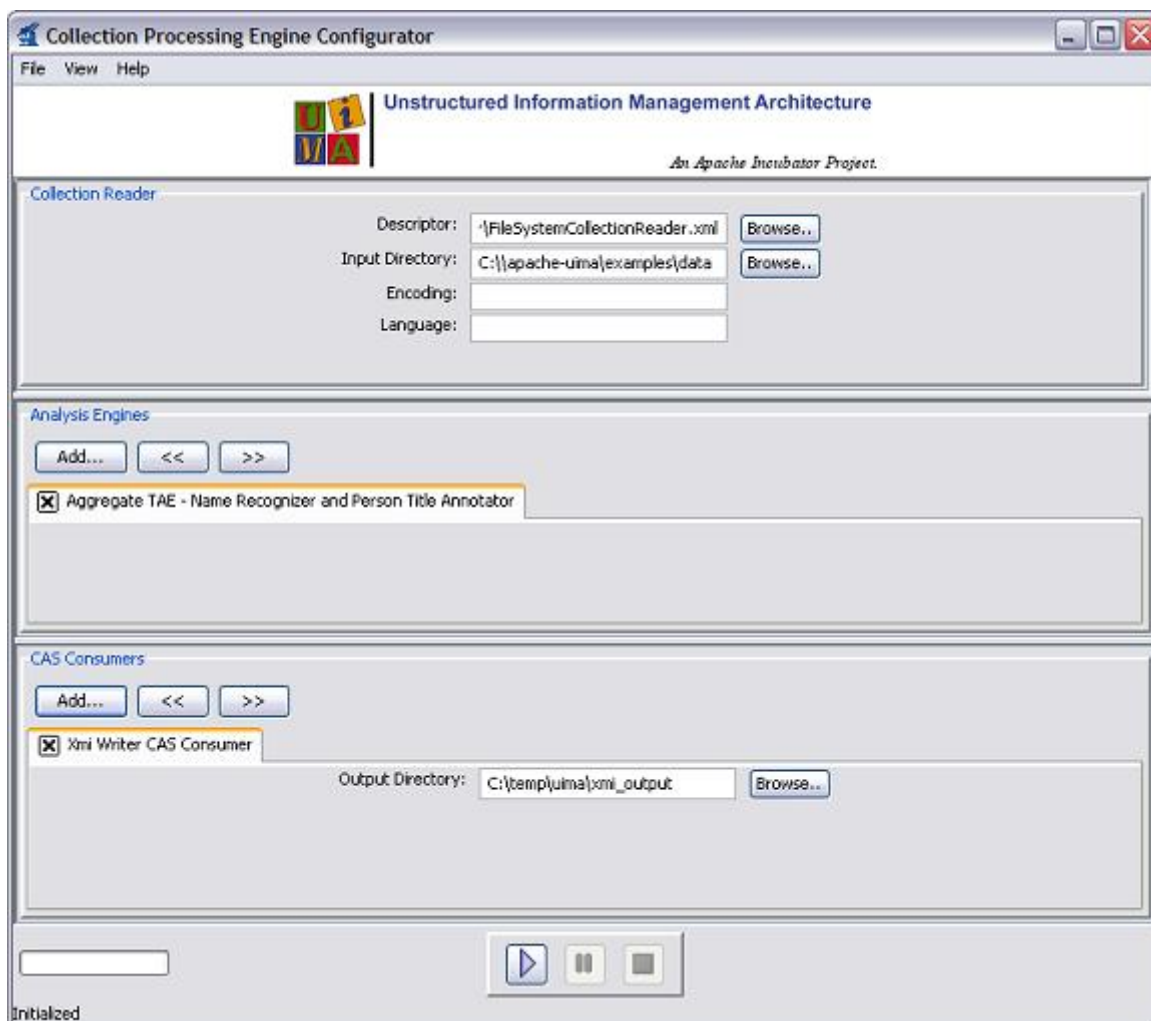 Collection Processing Engine Configurator
File View Help
UiMA
Unstructured Information Management Architecture
An Apache Incubator Project.
Collection Reader
Descriptor: \FileSystemCollectionReader.xml Browse..
Input Directory: C:\\apache-uima\examples\data Browse..
Encoding:
Language:
Analysis Engines
Add... << >>
Aggregate TAE - Name Recognizer and Person Title Annotator
CAS Consumers
Add... << >>
Xmi Writer CAS Consumer
Output Directory: C:\temp\uima\xmi_output Browse..
Initialized